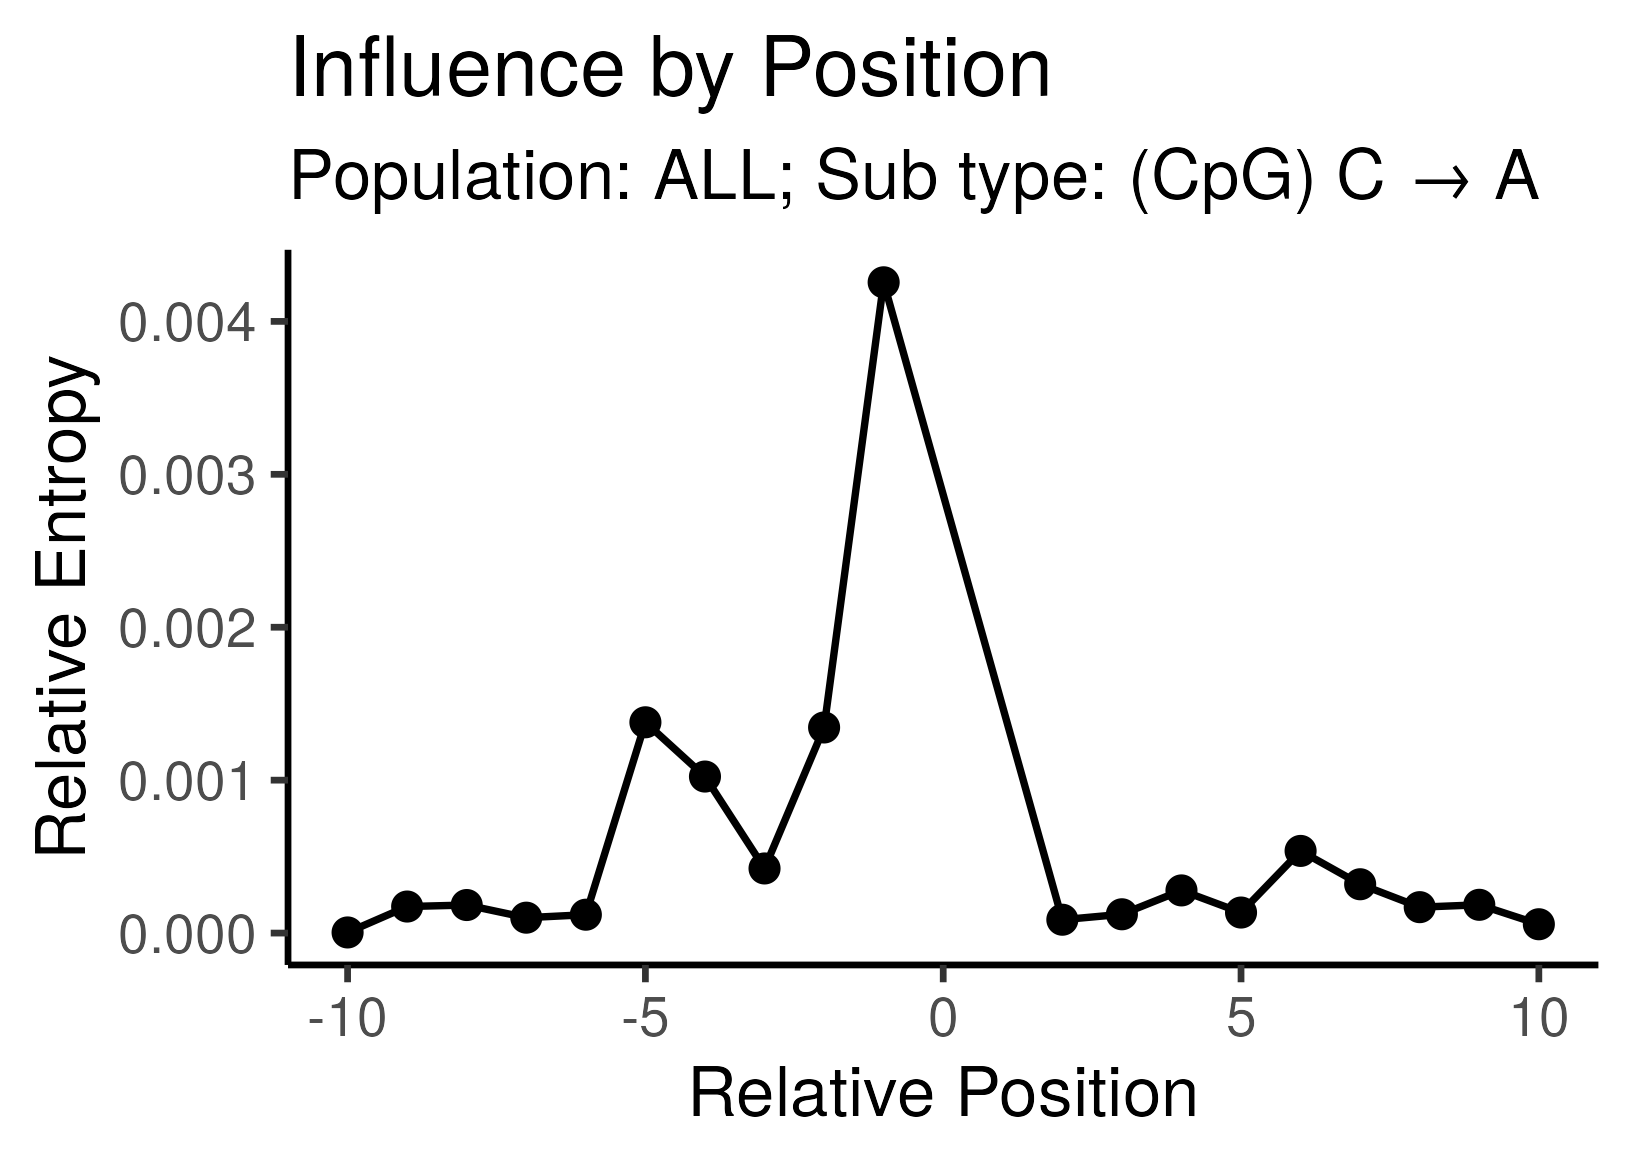 Influence by Position
Population: ALL; Sub type: (CpG) C → A
Relative Entropy
0.004
0.003
0.002
0.001
0.000
-10 -5 0 5 10
Relative Position